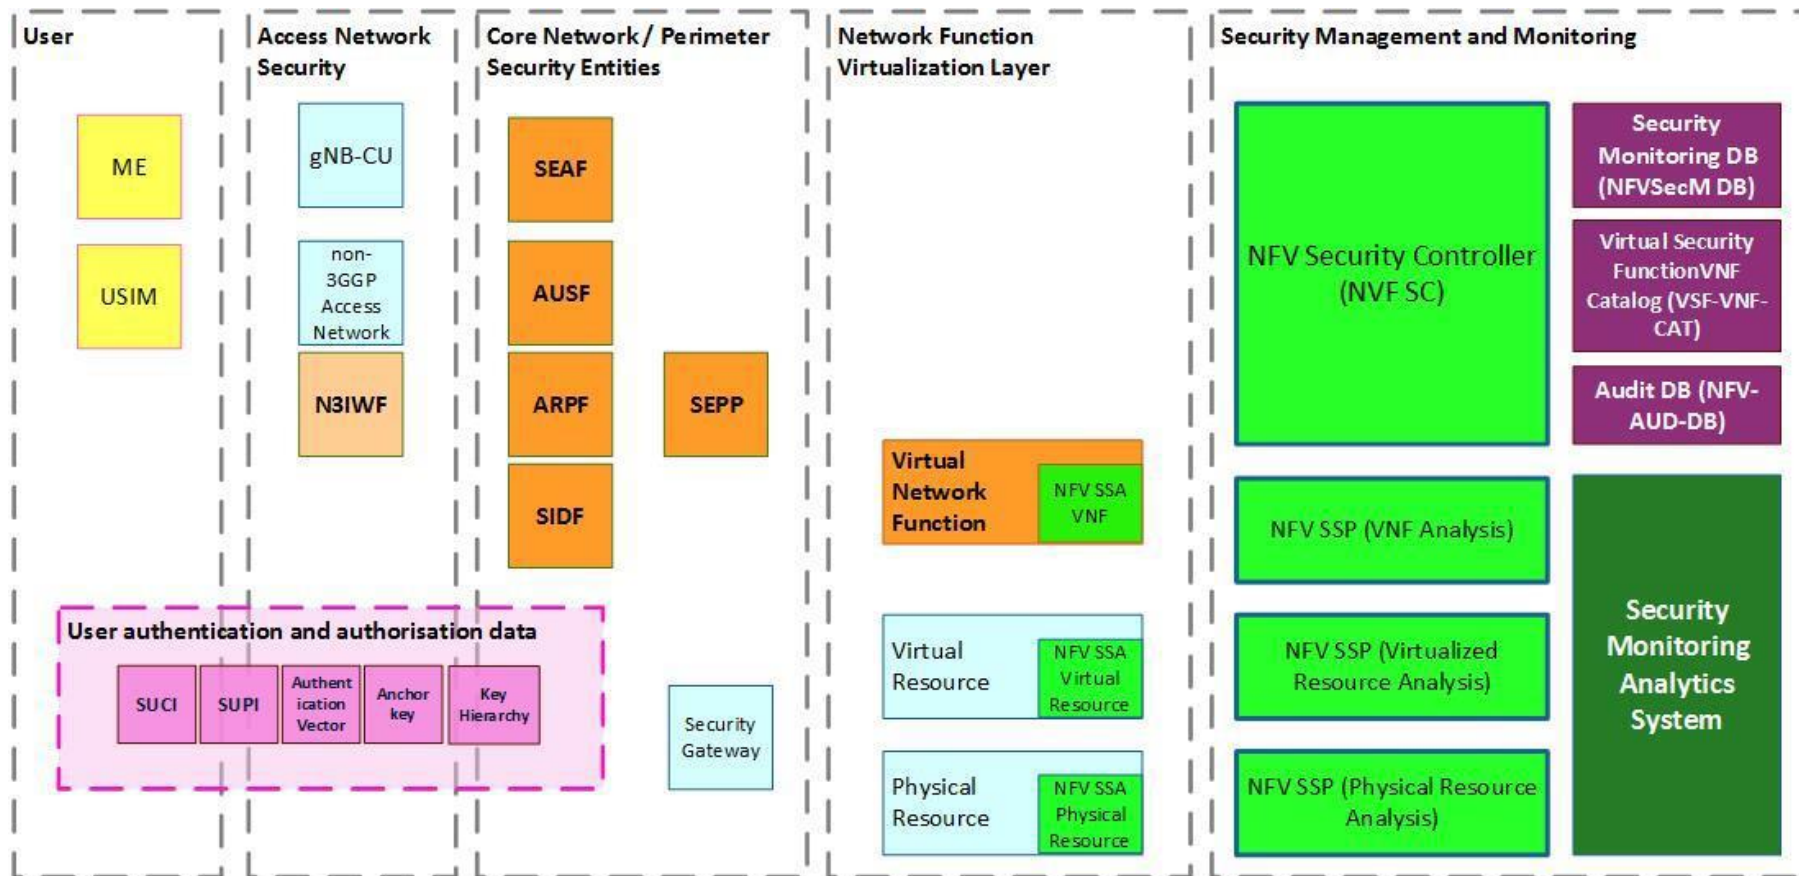 User
ME
USIM
Access Network
Security
gNB-CU
non-
3GGP
Access
Network
N3IWF
Core Network / Perimeter
Security Entities
SEAF
AUSF
ARPF
SEPP
SIDF
User authentication and authorisation data
SUCI
SUPI
Authent
ication
Vector
Anchor
key
Key
Hierarchy
Security
Gateway
Network Function
Virtualization Layer
Virtual
Network
Function
NFV SSA
VNF
Virtual
Resource
NFV SSA
Virtual
Resource
Physical
Resource
NFV SSA
Physical
Resource
Security Management and Monitoring
NFV Security Controller
(NVF SC)
NFV SSP (VNF Analysis)
NFV SSP (Virtualized
Resource Analysis)
NFV SSP (Physical Resource
Analysis)
Security
Monitoring DB
(NFVSecM DB)
Virtual Security
FunctionVNF
Catalog (VSF-VNF-
CAT)
Audit DB (NFV-
AUD-DB)
Security
Monitoring
Analytics
System